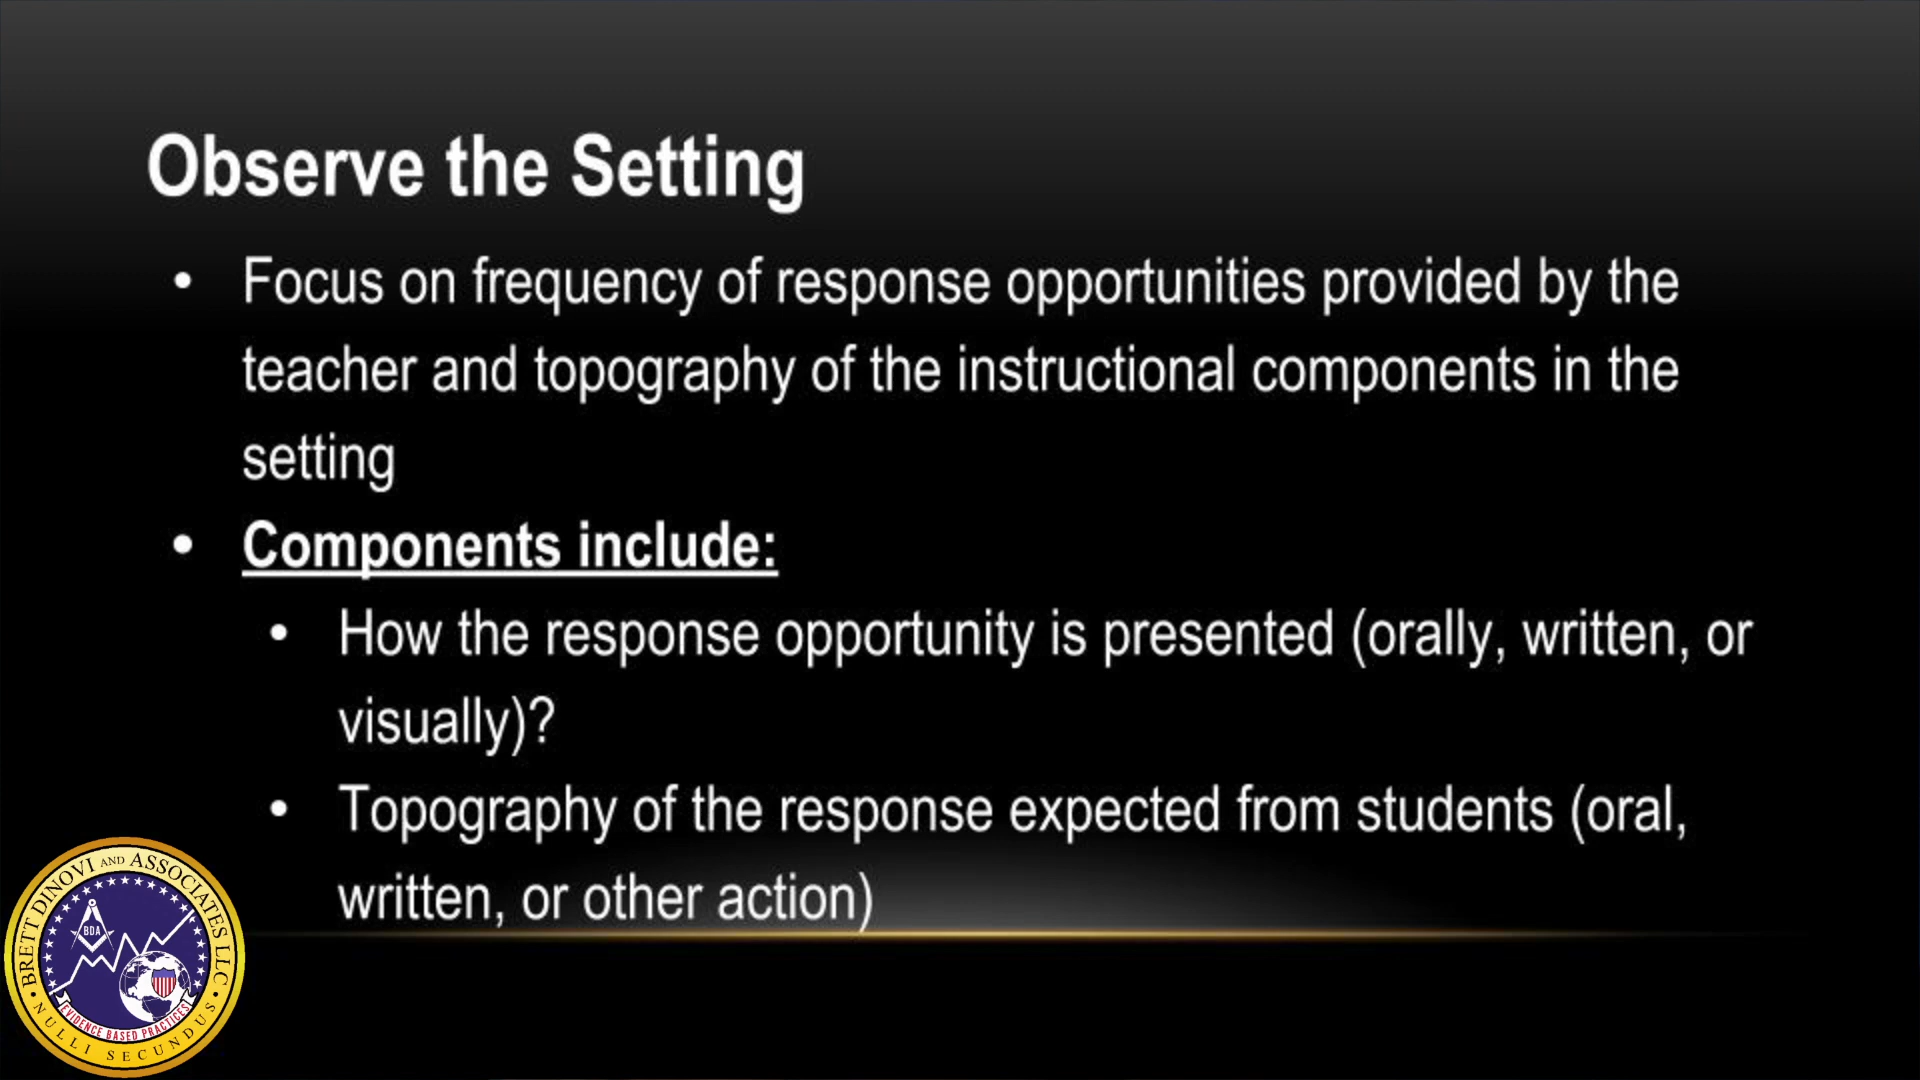 Observe the Setting
• Focus on frequency of response opportunities provided by the
teacher and topography of the instructional components in the
setting
• Components include:
• How the response opportunity is presented (orally, written, or
visually)?
• Topography of the response expected from students (oral,
written, or other action)
BRETT DINOVI AND ASSOCIATES LLC
BDA
EVIDENCE BASED PRACTICES
• NULLI SECUNDUS •